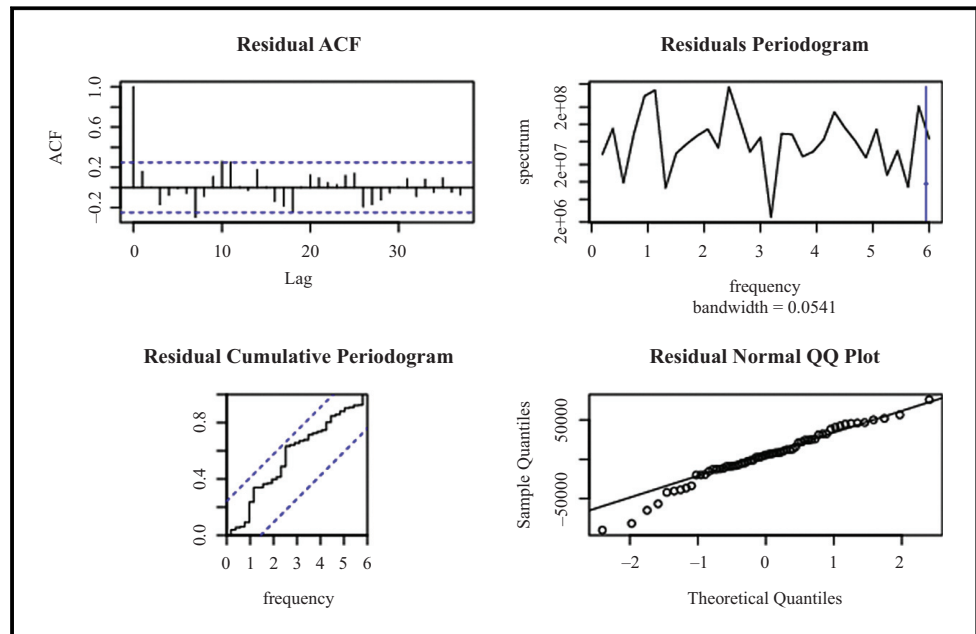 Residual ACF
ACF
1.0
0.6
0.2
−0.2
0 10 20 30
Lag
Residuals Periodogram
spectrum
2e+08
2e+07
2e+06
0 1 2 3 4 5 6
frequency
bandwidth = 0.0541
Residual Cumulative Periodogram
0.8
0.4
0.0
0 1 2 3 4 5 6
frequency
Residual Normal QQ Plot
Sample Quantiles
50000
−50000
−2 −1 0 1 2
Theoretical Quantiles